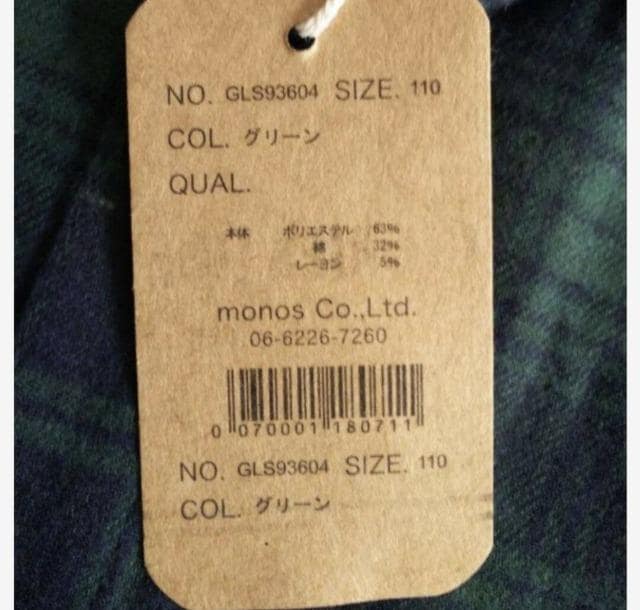 NO. GLS93604 SIZE. 110
COL. グリーン
QUAL.
本体 ポリエステル 63%
綿 32%
レーヨン 5%
monos Co.,Ltd.
06-6226-7260
0 070001 180711
NO. GLS93604 SIZE. 110
COL. グリーン